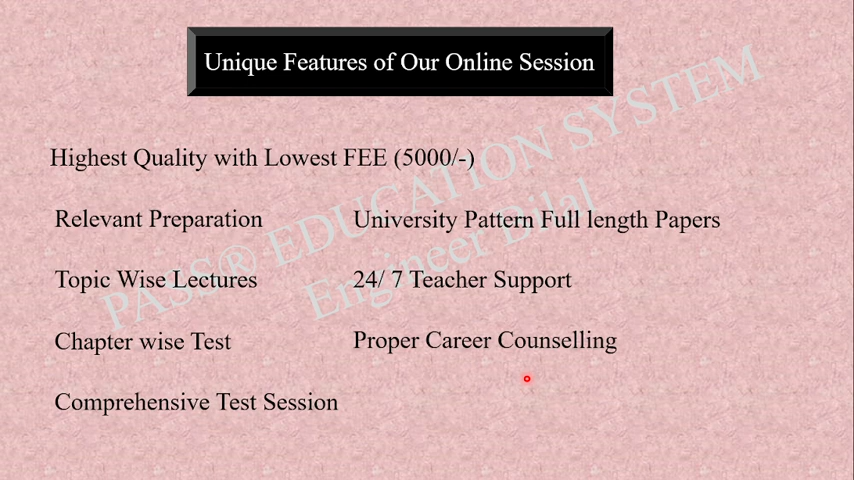 Unique Features of Our Online Session
Highest Quality with Lowest FEE (5000/-)
Relevant Preparation
University Pattern Full length Papers
Topic Wise Lectures
24/ 7 Teacher Support
Chapter wise Test
Proper Career Counselling
Comprehensive Test Session
PASS® EDUCATION SYSTEM
Engineer Bilal